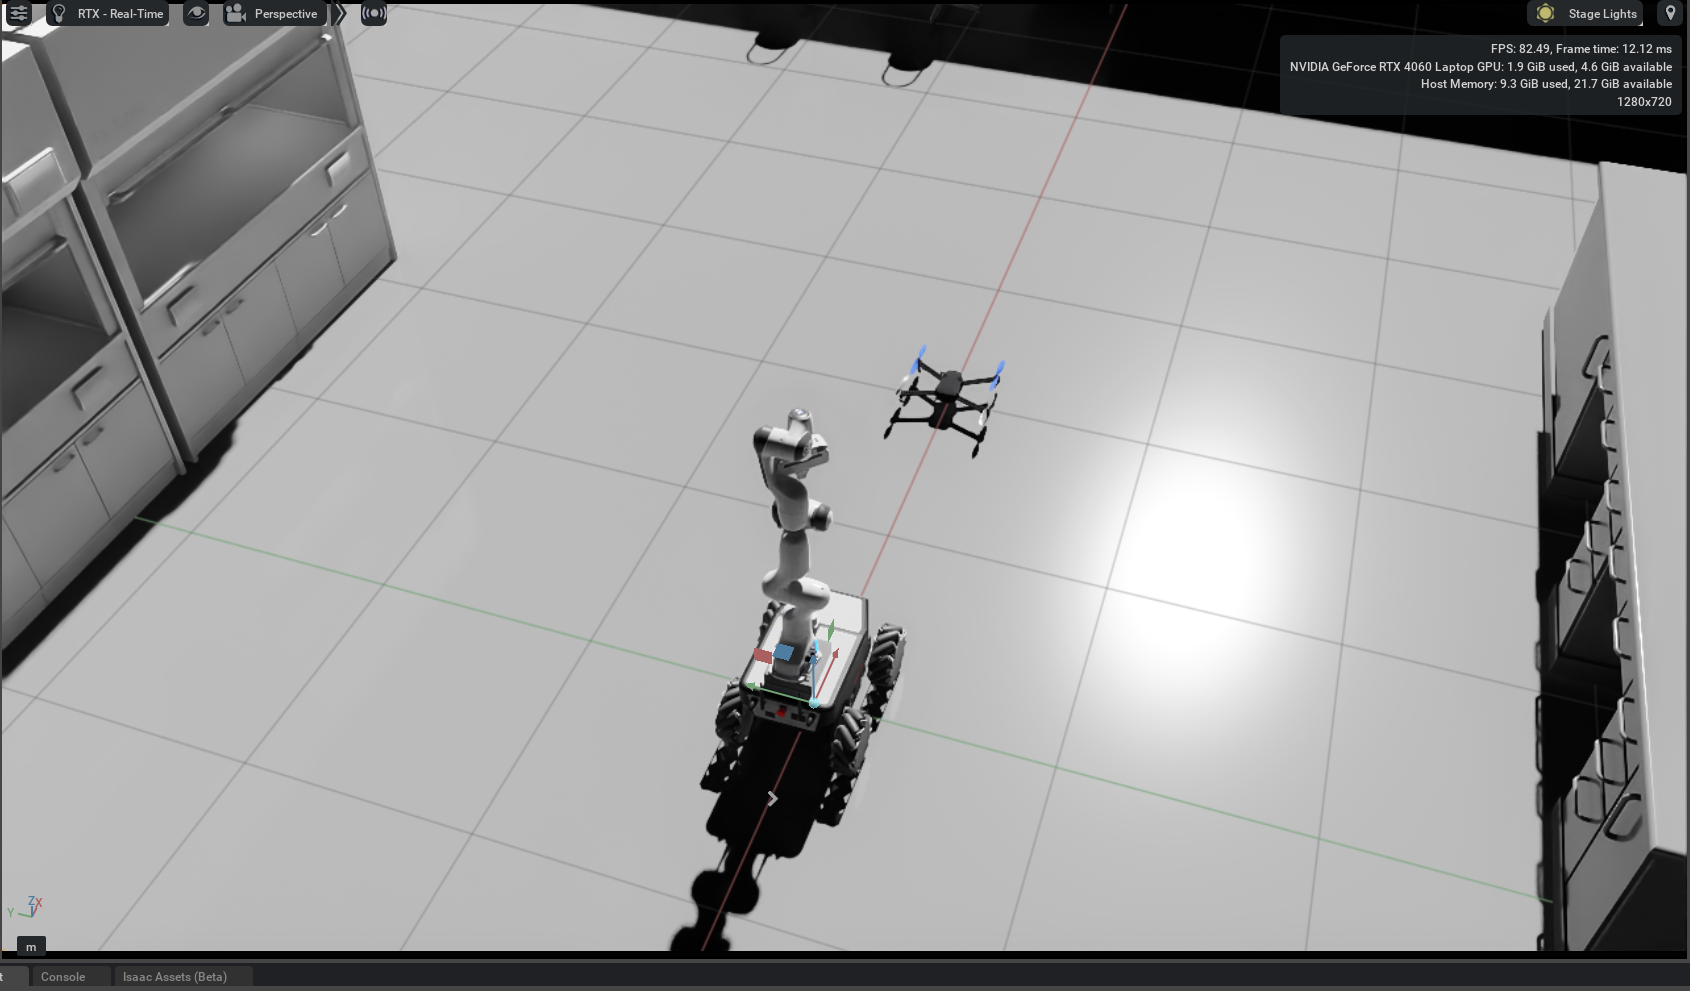 RTX - Real-Time
Perspective
Stage Lights
FPS: 82.49, Frame time: 12.12 ms
NVIDIA GeForce RTX 4060 Laptop GPU: 1.9 GiB used, 4.6 GiB available
Host Memory: 9.3 GiB used, 21.7 GiB available
1280x720
Z
X
Y
m
t
Console
Isaac Assets (Beta)